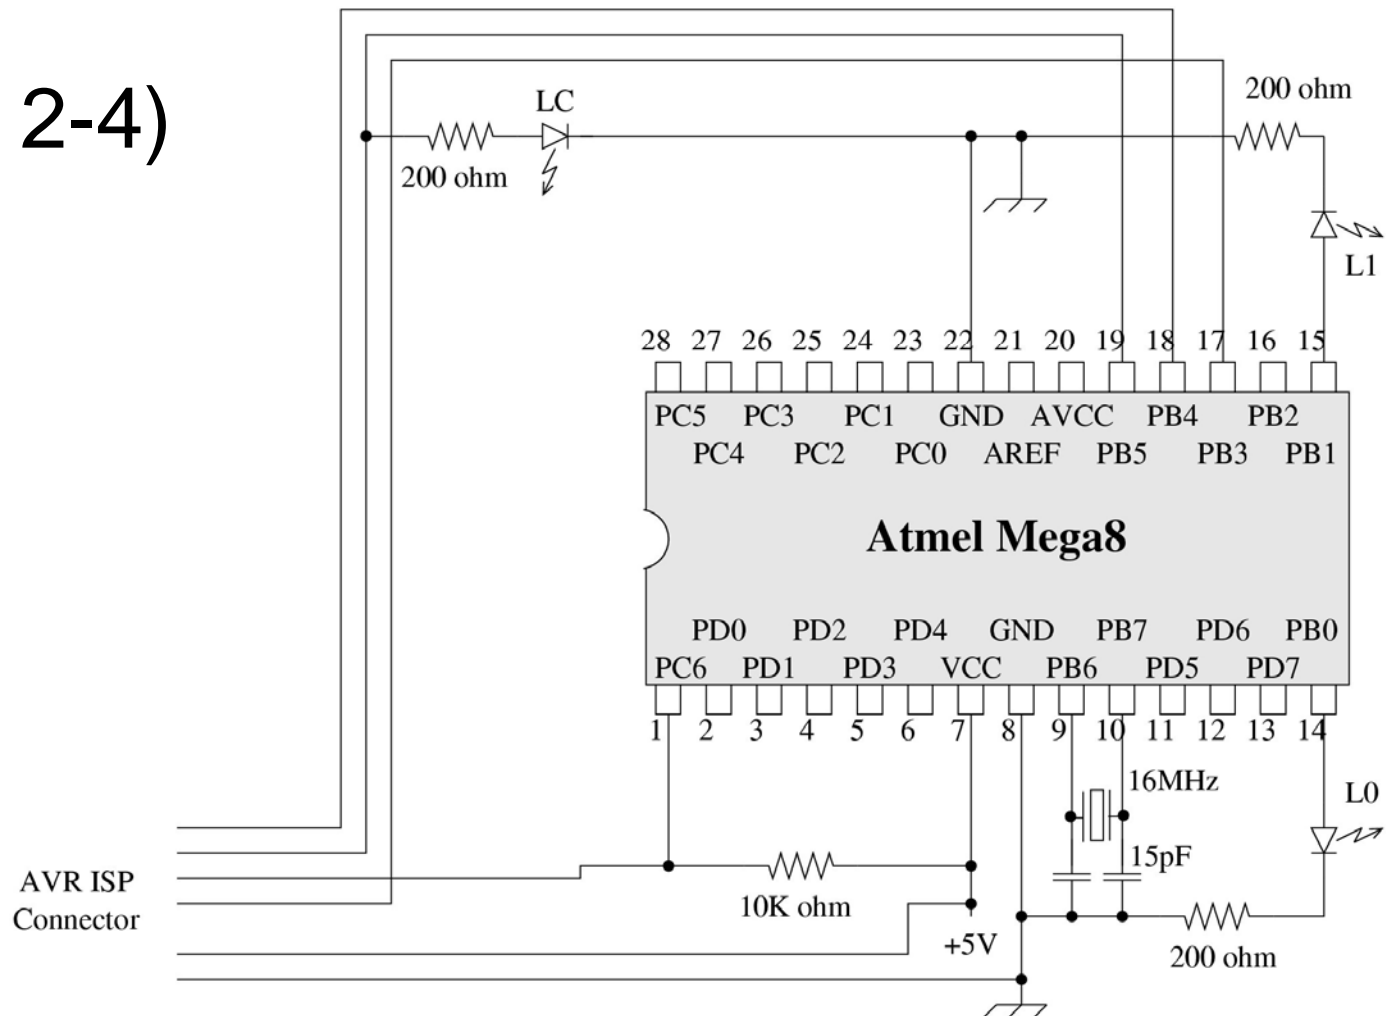 2-4)
LC
200 ohm
200 ohm
L1
28 27 26 25 24 23 22 21 20 19 18 17 16 15
PC5 PC3 PC1 GND AVCC PB4 PB2
PC4 PC2 PC0 AREF PB5 PB3 PB1
Atmel Mega8
PD0 PD2 PD4 GND PB7 PD6 PB0
PC6 PD1 PD3 VCC PB6 PD5 PD7
1 2 3 4 5 6 7 8 9 10 11 12 13 14
16MHz
L0
15pF
AVR ISP
Connector
10K ohm
+5V
200 ohm